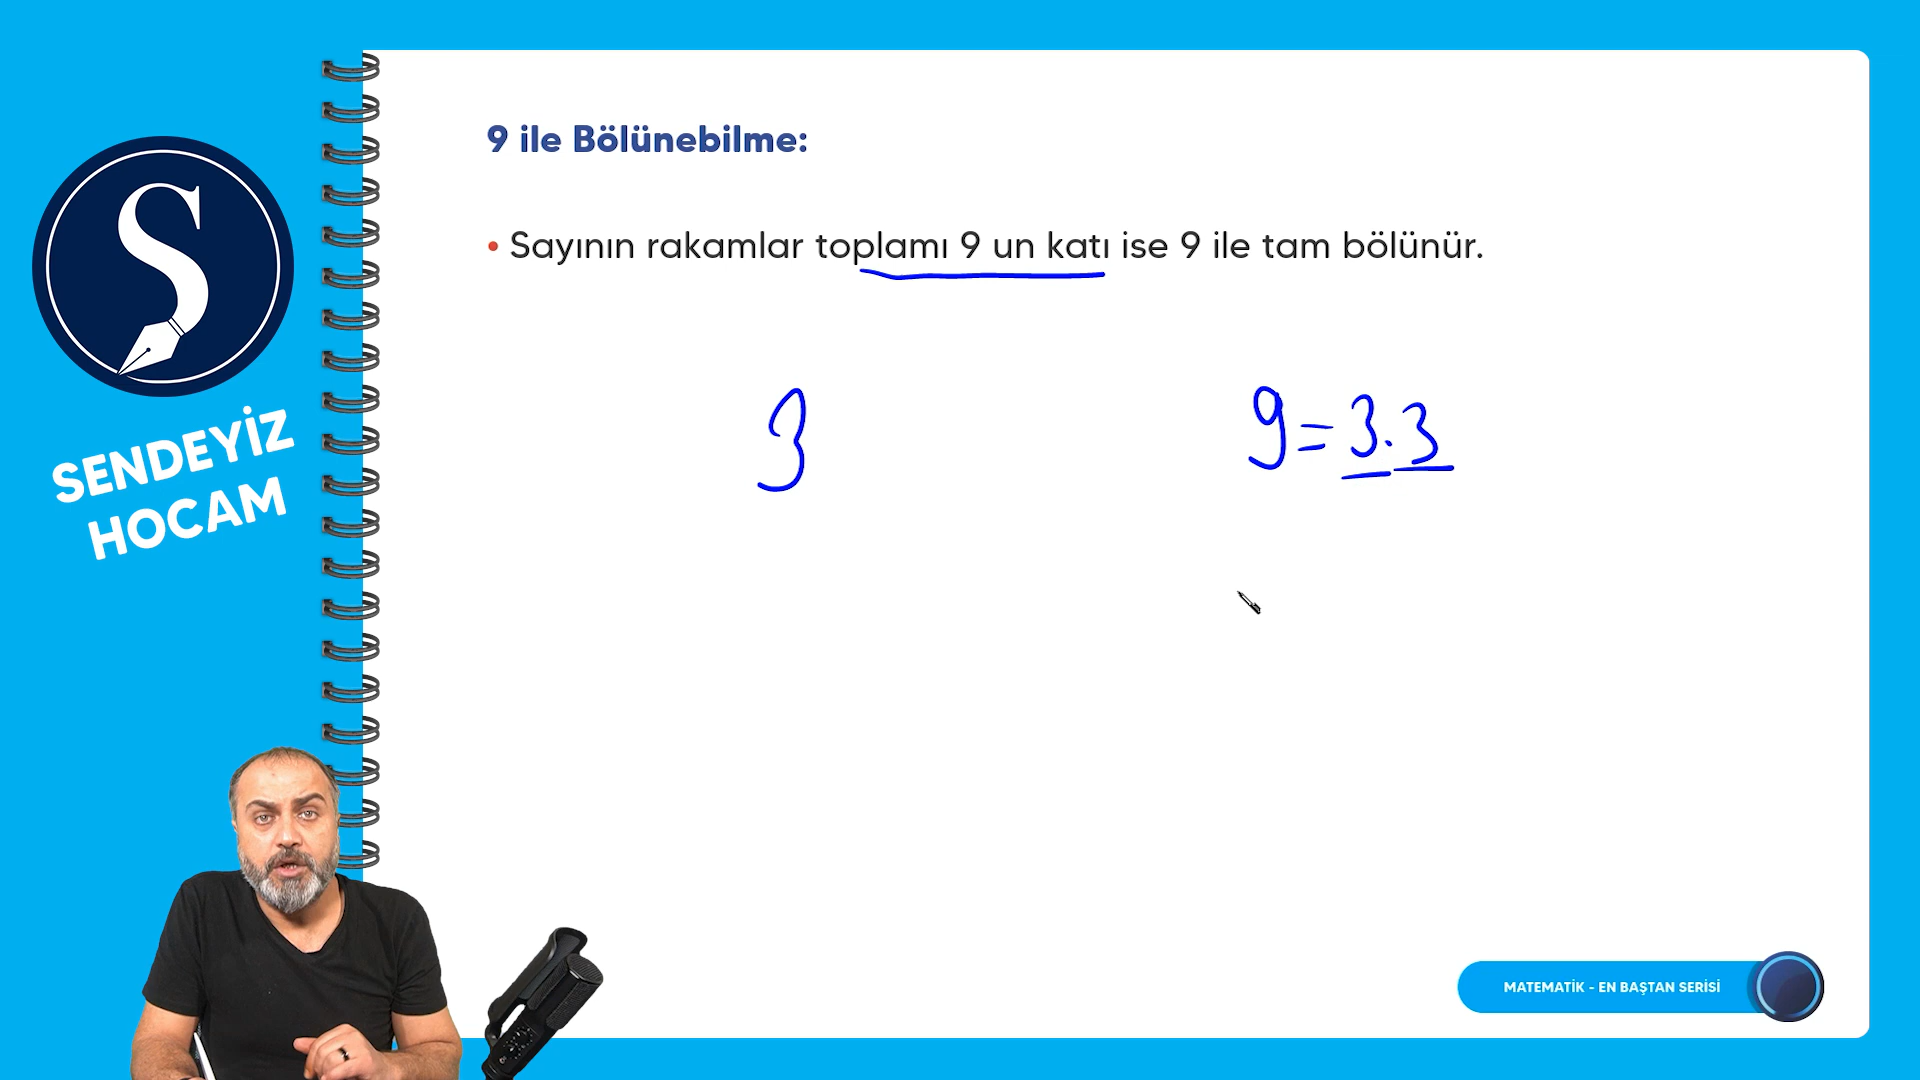 9 ile Bölünebilme:
• Sayının rakamlar toplamı 9 un katı ise 9 ile tam bölünür.
3
9 = 3.3
S
SENDEYİZ
HOCAM
MATEMATİK - EN BAŞTAN SERİSİ